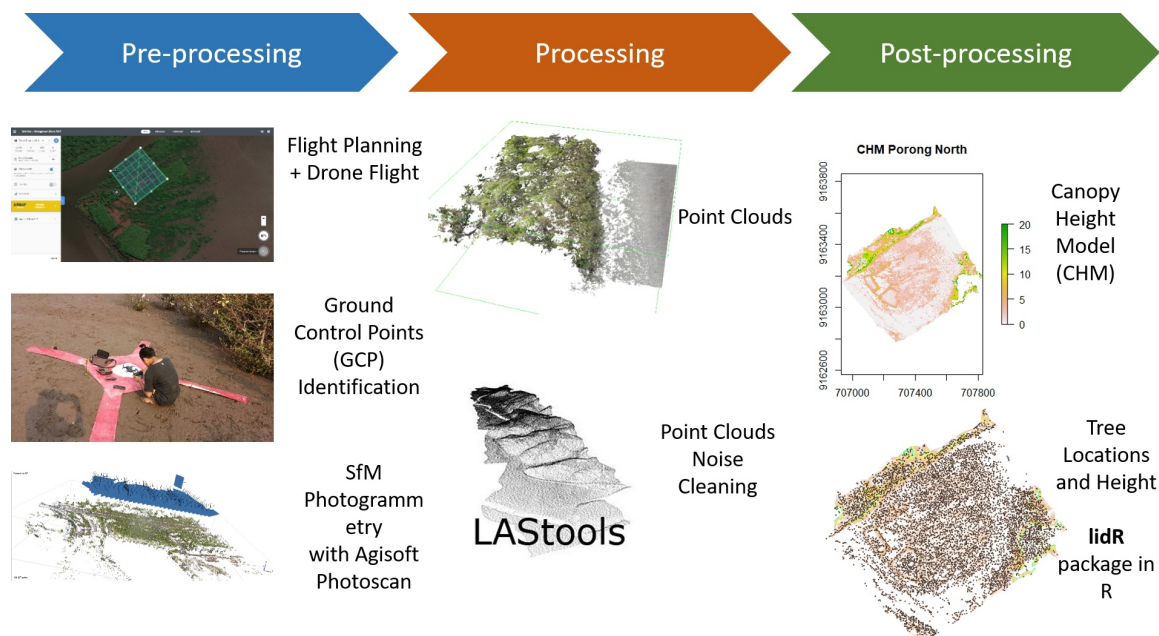 Pre-processing
Processing
Post-processing
Flight Planning
+ Drone Flight
Ground
Control Points
(GCP)
Identification
SfM
Photogramm
etry
with Agisoft
Photoscan
Point Clouds
Point Clouds
Noise
Cleaning
LAStools
CHM Porong North
9163800
9163400
9163000
9162600
707000
707400
707800
20
15
10
5
0
Canopy
Height
Model
(CHM)
Tree
Locations
and Height
lidR
package in
R